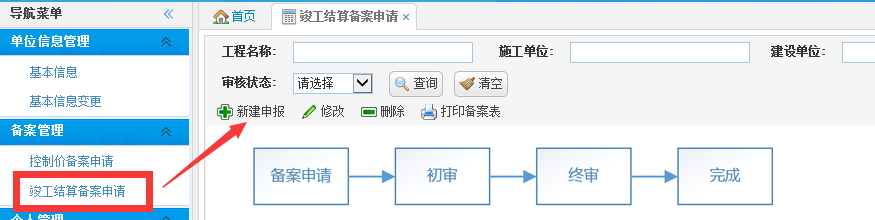 导航菜单
首页 竣工结算备案申请
单位信息管理
基本信息
基本信息变更
备案管理
控制价备案申请
竣工结算备案申请
个人管理
工程名称: 施工单位: 建设单位:
审核状态: 请选择 查询 清空
新建申报 修改 删除 打印备案表
备案申请 初审 终审 完成